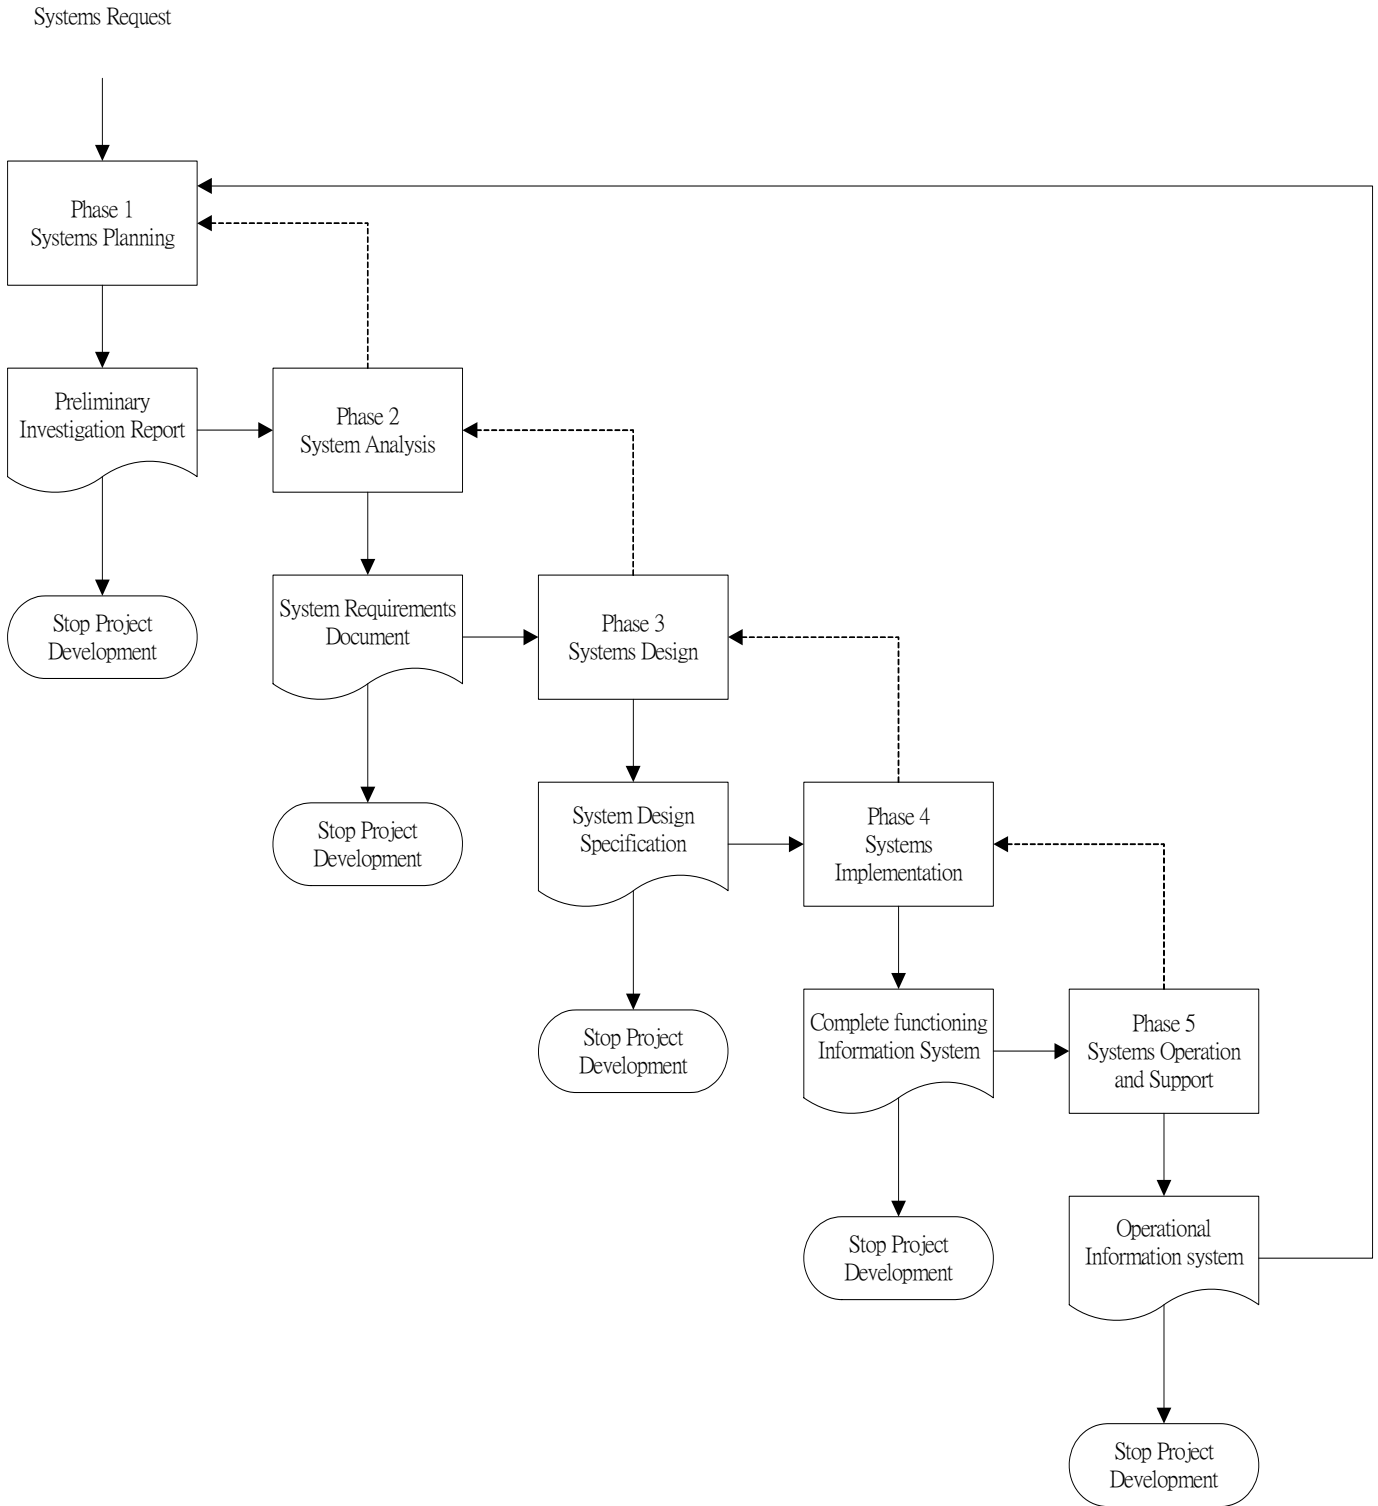 Systems Request
Phase 1
Systems Planning
Preliminary
Investigation Report
Phase 2
System Analysis
Stop Project
Development
System Requirements
Document
Phase 3
Systems Design
Stop Project
Development
System Design
Specification
Phase 4
Systems
Implementation
Stop Project
Development
Complete functioning
Information System
Phase 5
Systems Operation
and Support
Stop Project
Development
Operational
Information system
Stop Project
Development